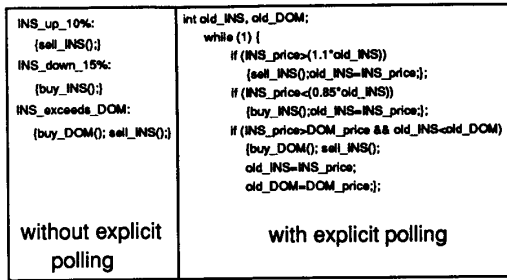 INS_up_10%:
{sell_INS();}
INS_down_15%:
{buy_INS();}
INS_exceeds_DOM:
{buy_DOM(); sell_INS();}
without explicit
polling
int old_INS, old_DOM;
while (1) {
if (INS_price>(1.1*old_INS))
{sell_INS();old_INS=INS_price;};
if (INS_price<(0.85*old_INS))
{buy_INS();old_INS=INS_price;};
if (INS_price>DOM_price && old_INS<old_DOM)
{buy_DOM(); sell_INS();
old_INS=INS_price;
old_DOM=DOM_price;};
with explicit polling